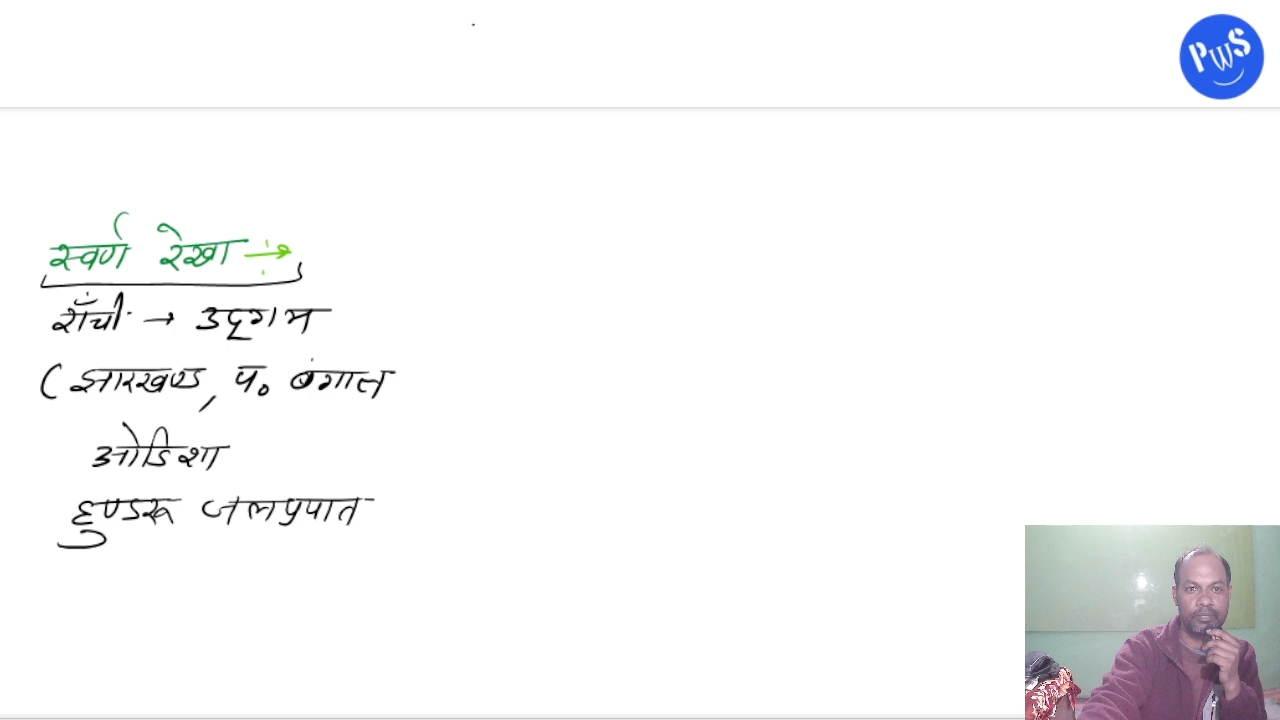 PWS
स्वर्ण रेखा →
राँची → उद्गम
(झारखण्ड, प० बंगाल
ओडिशा
हुण्डरू जलप्रपात